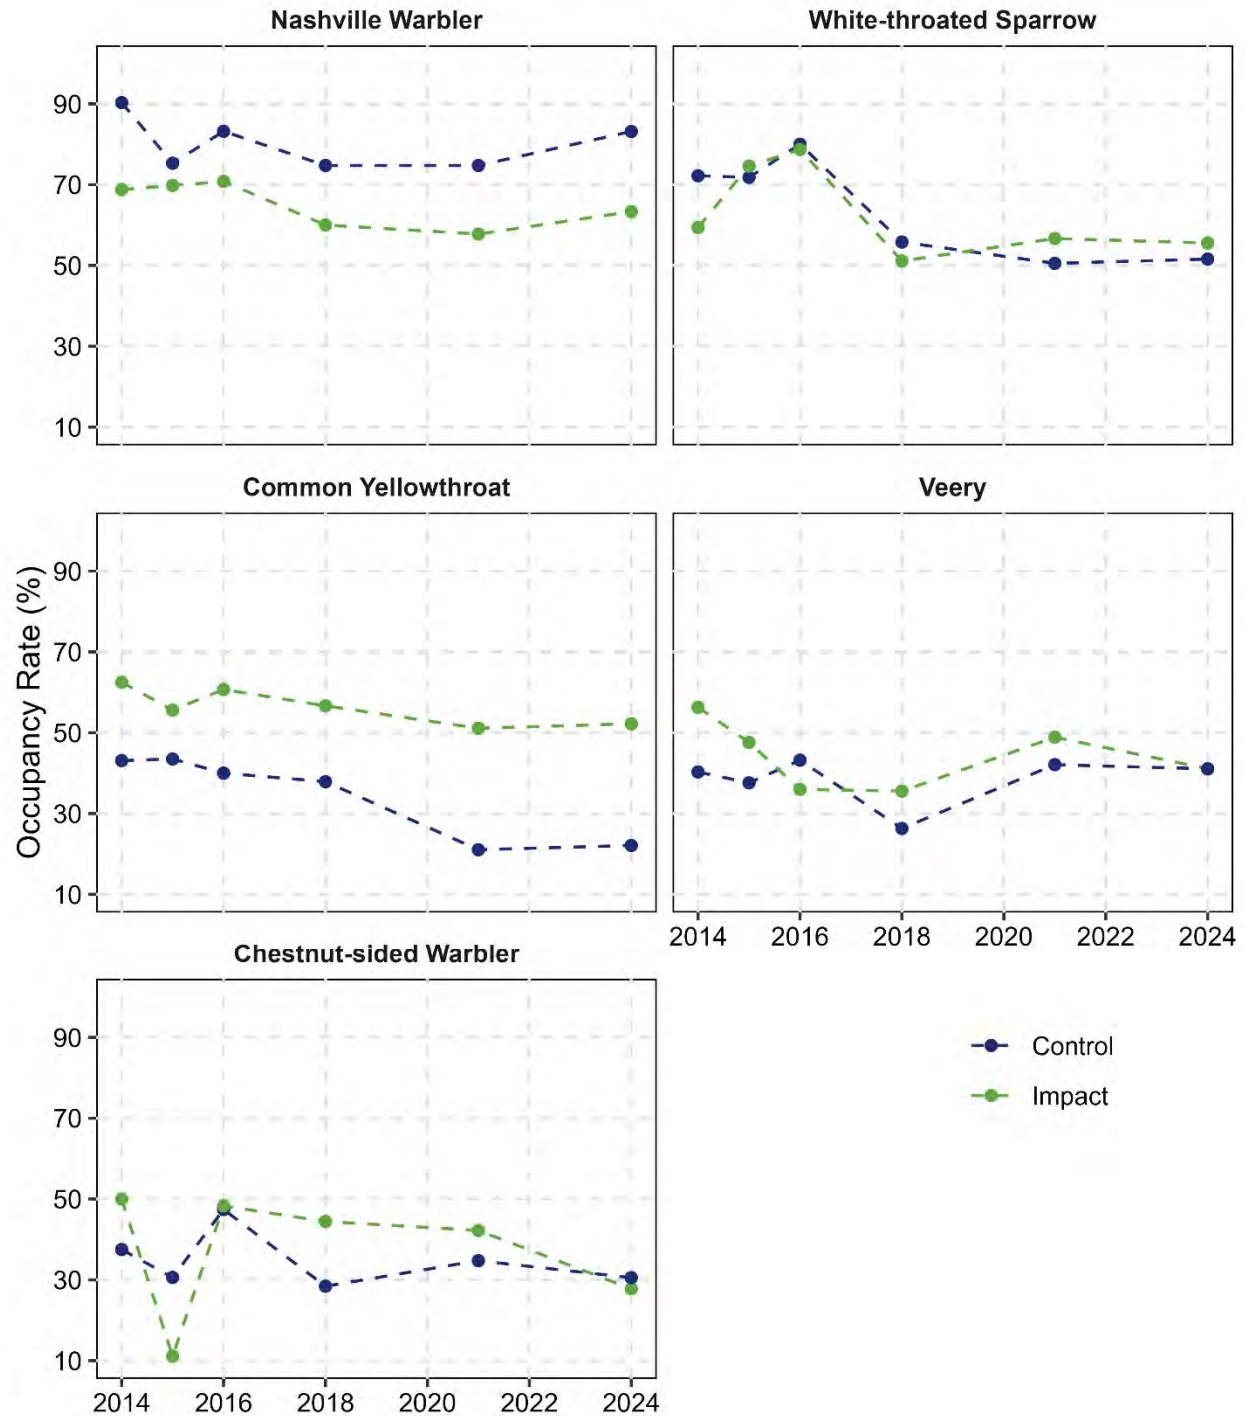 Nashville Warbler
White-throated Sparrow
90
70
50
30
10
Common Yellowthroat
Veery
Occupancy Rate (%)
90
70
50
30
10
2014 2016 2018 2020 2022 2024
Chestnut-sided Warbler
90
70
50
30
10
2014 2016 2018 2020 2022 2024
Control
Impact